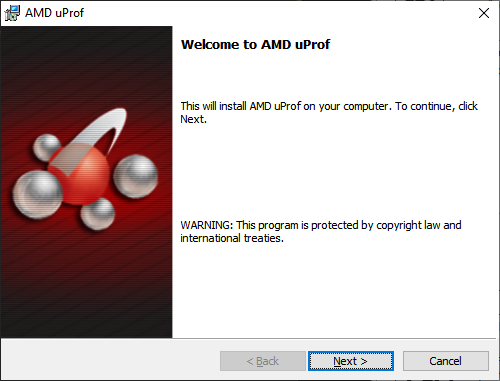 AMD uProf
Welcome to AMD uProf
This will install AMD uProf on your computer. To continue, click
Next.
WARNING: This program is protected by copyright law and
international treaties.
< Back
Next >
Cancel